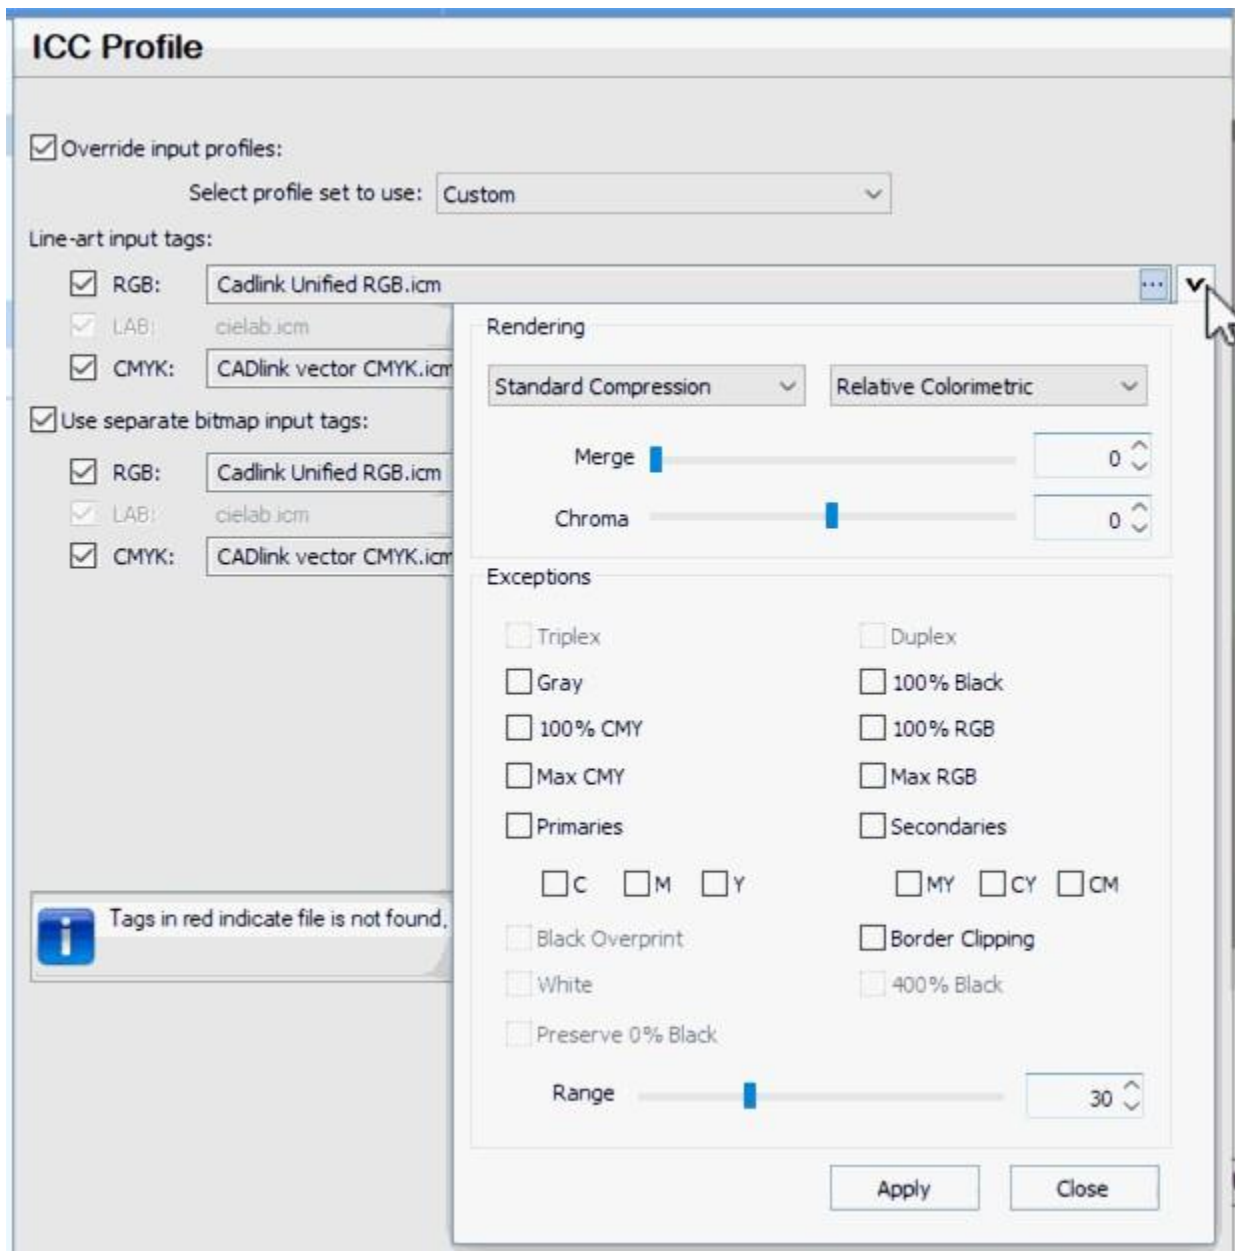 ICC Profile
Override input profiles:
Select profile set to use: Custom
Line-art input tags:
RGB: Cadlink Unified RGB.icm ...
LAB: cielab.icm
CMYK: CADlink vector CMYK.icm
Use separate bitmap input tags:
RGB: Cadlink Unified RGB.icm
LAB: cielab.icm
CMYK: CADlink vector CMYK.icm
Tags in red indicate file is not found,
Rendering
Standard Compression Relative Colorimetric
Merge 0
Chroma 0
Exceptions
Triplex Duplex
Gray 100% Black
100% CMY 100% RGB
Max CMY Max RGB
Primaries Secondaries
C M Y MY CY CM
Black Overprint Border Clipping
White 400% Black
Preserve 0% Black
Range 30
Apply Close